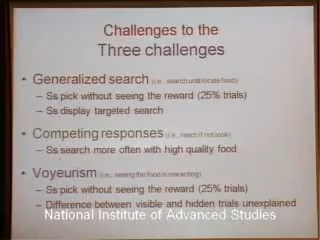 Challenges to the
Three challenges
• Generalized search (i.e., search until locate food)
– Ss pick without seeing the reward (25% trials)
– Ss display targeted search
• Competing responses (i.e., reach if not look)
– Ss search more often with high quality food
• Voyeurism (i.e., seeing the food is rewarding)
– Ss pick without seeing the reward (25% trials)
– Difference between visible and hidden trials unexplained
National Institute of Advanced Studies